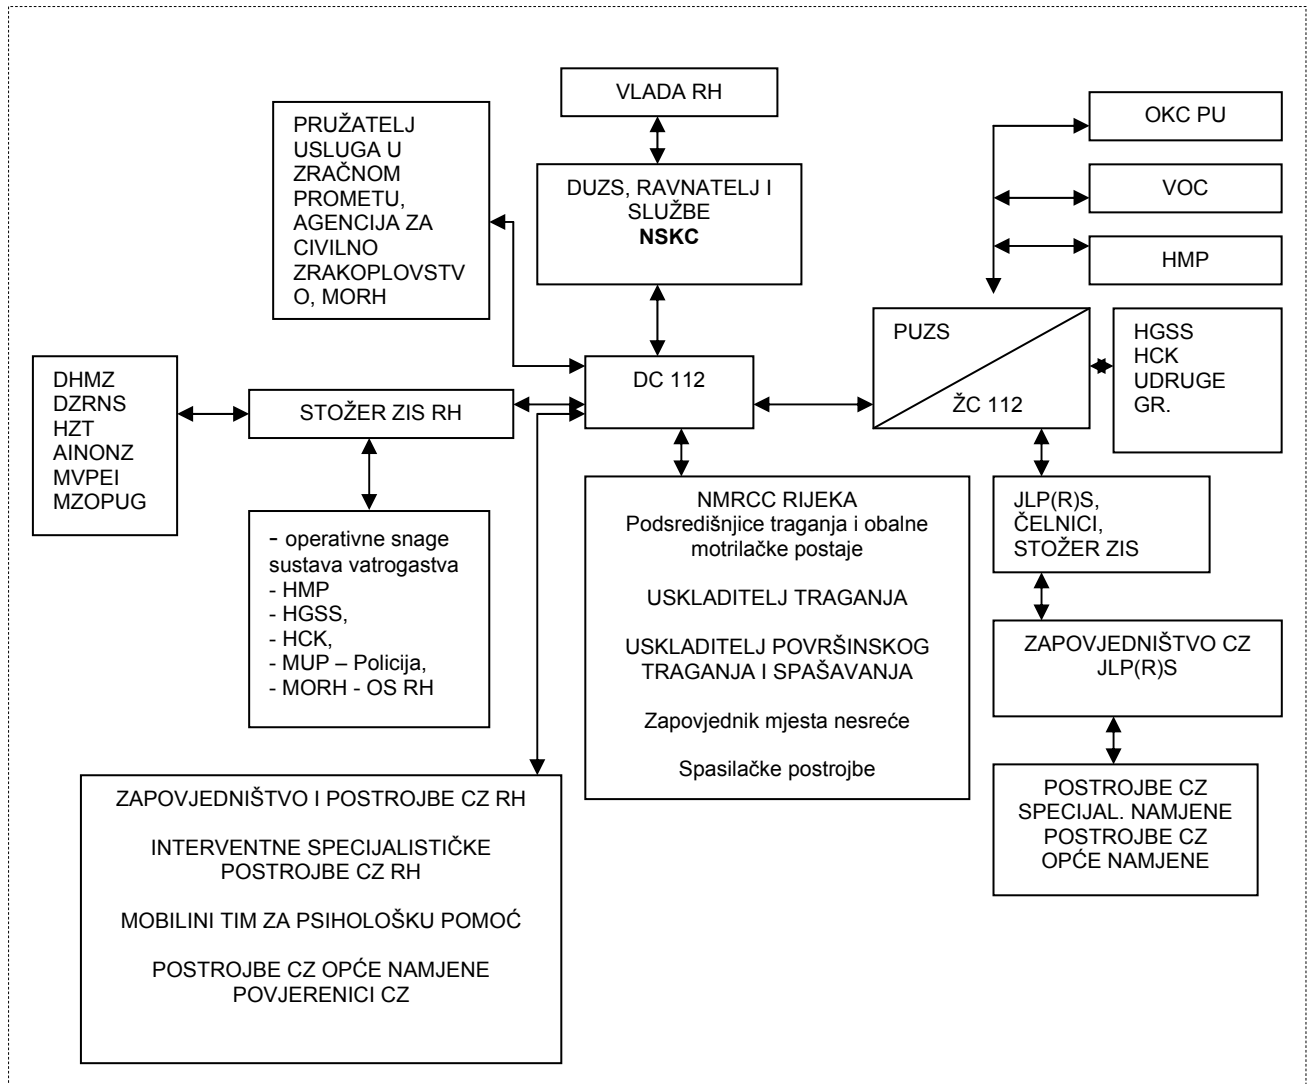 VLADA RH
PRUŽATELJ
USLUGA U
ZRAČNOM
PROMETU,
AGENCIJA ZA
CIVILNO
ZRAKOPLOVSTV
O, MORH
DUZS, RAVNATELJ I
SLUŽBE
NSKC
OKC PU
VOC
HMP
PUZS
ŽC 112
HGSS
HCK
UDRUGE
GR.
DHMZ
DZRNS
HZT
AINONZ
MVPEI
MZOPUG
STOŽER ZIS RH
DC 112
- operativne snage
sustava vatrogastva
- HMP
- HGSS,
- HCK,
- MUP – Policija,
- MORH - OS RH
NMRCC RIJEKA
Podsredišnjice traganja i obalne
motrilačke postaje
USKLADITELJ TRAGANJA
USKLADITELJ POVRŠINSKOG
TRAGANJA I SPAŠAVANJA
Zapovjednik mjesta nesreće
Spasilačke postrojbe
JLP(R)S,
ČELNICI,
STOŽER ZIS
ZAPOVJEDNIŠTVO CZ
JLP(R)S
POSTROJBE CZ
SPECIJAL. NAMJENE
POSTROJBE CZ
OPĆE NAMJENE
ZAPOVJEDNIŠTVO I POSTROJBE CZ RH
INTERVENTNE SPECIJALISTIČKE
POSTROJBE CZ RH
MOBILINI TIM ZA PSIHOLOŠKU POMOĆ
POSTROJBE CZ OPĆE NAMJENE
POVJERENICI CZ